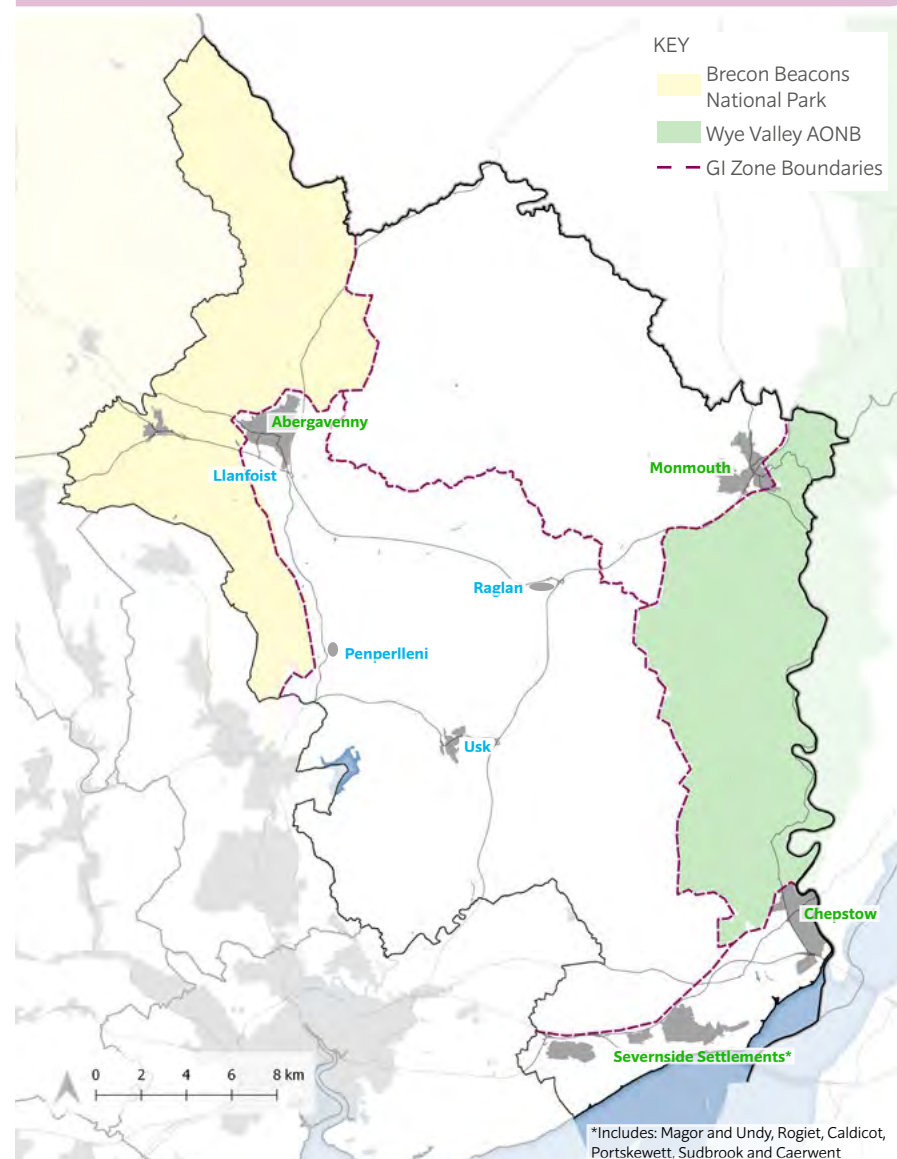 KEY
Brecon Beacons
National Park
Wye Valley AONB
GI Zone Boundaries
Abergavenny
Llanfoist
Monmouth
Raglan
Penperlleni
Usk
Chepstow
Severnside Settlements*
0 2 4 6 8 km
*Includes: Magor and Undy, Rogiet, Caldicot,
Portskewett, Sudbrook and Caerwent